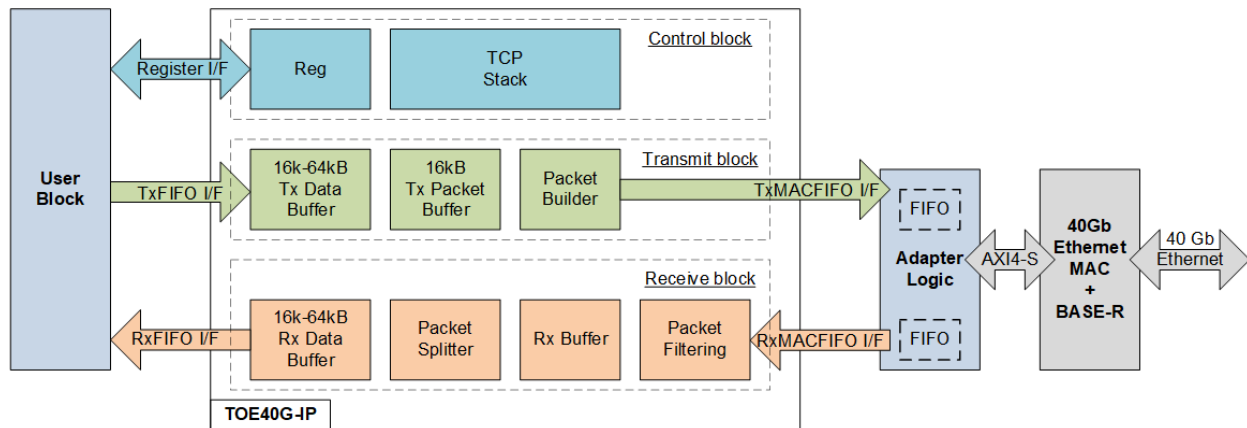 Control block
Register I/F
Reg
TCP
Stack
User
Block
Transmit block
TxFIFO I/F
16k-64kB
Tx Data
Buffer
16kB
Tx Packet
Buffer
Packet
Builder
TxMACFIFO I/F
FIFO
Adapter
Logic
AXI4-S
40Gb
Ethernet
MAC
+
BASE-R
40 Gb
Ethernet
Receive block
RxFIFO I/F
16k-64kB
Rx Data
Buffer
Packet
Splitter
Rx Buffer
Packet
Filtering
RxMACFIFO I/F
FIFO
TOE40G-IP